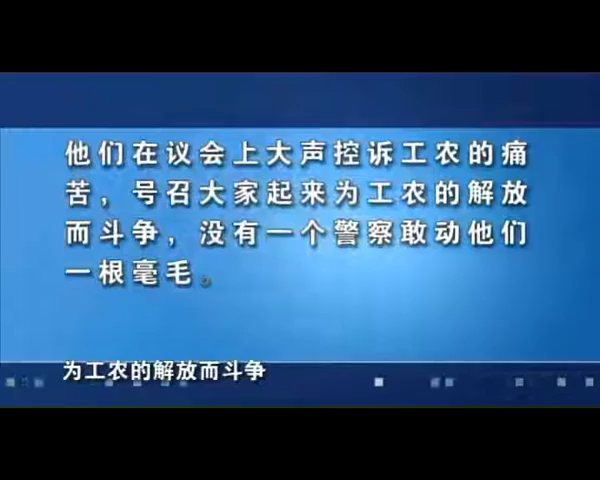 他们在议会上大声控诉工农的痛
苦，号召大家起来为工农的解放
而斗争，没有一个警察敢动他们
一根毫毛。
为工农的解放而斗争